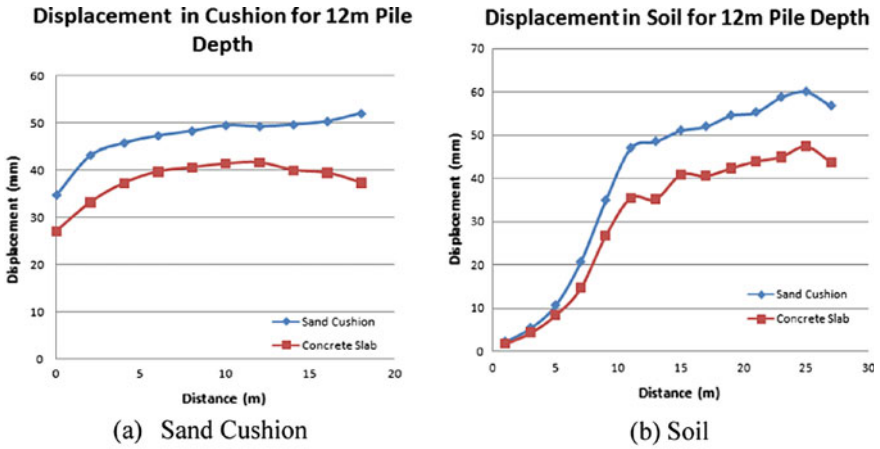 Displacement in Cushion for 12m Pile
Depth
60
50
40
30
20
10
0
Displacement (mm)
Sand Cushion
Concrete Slab
0 5 10 15 20
Distance (m)
(a) Sand Cushion
Displacement in Soil for 12m Pile Depth
70
60
50
40
30
20
10
0
Displacement (mm)
Sand Cushion
Concrete Slab
0 5 10 15 20 25 30
Distance (m)
(b) Soil